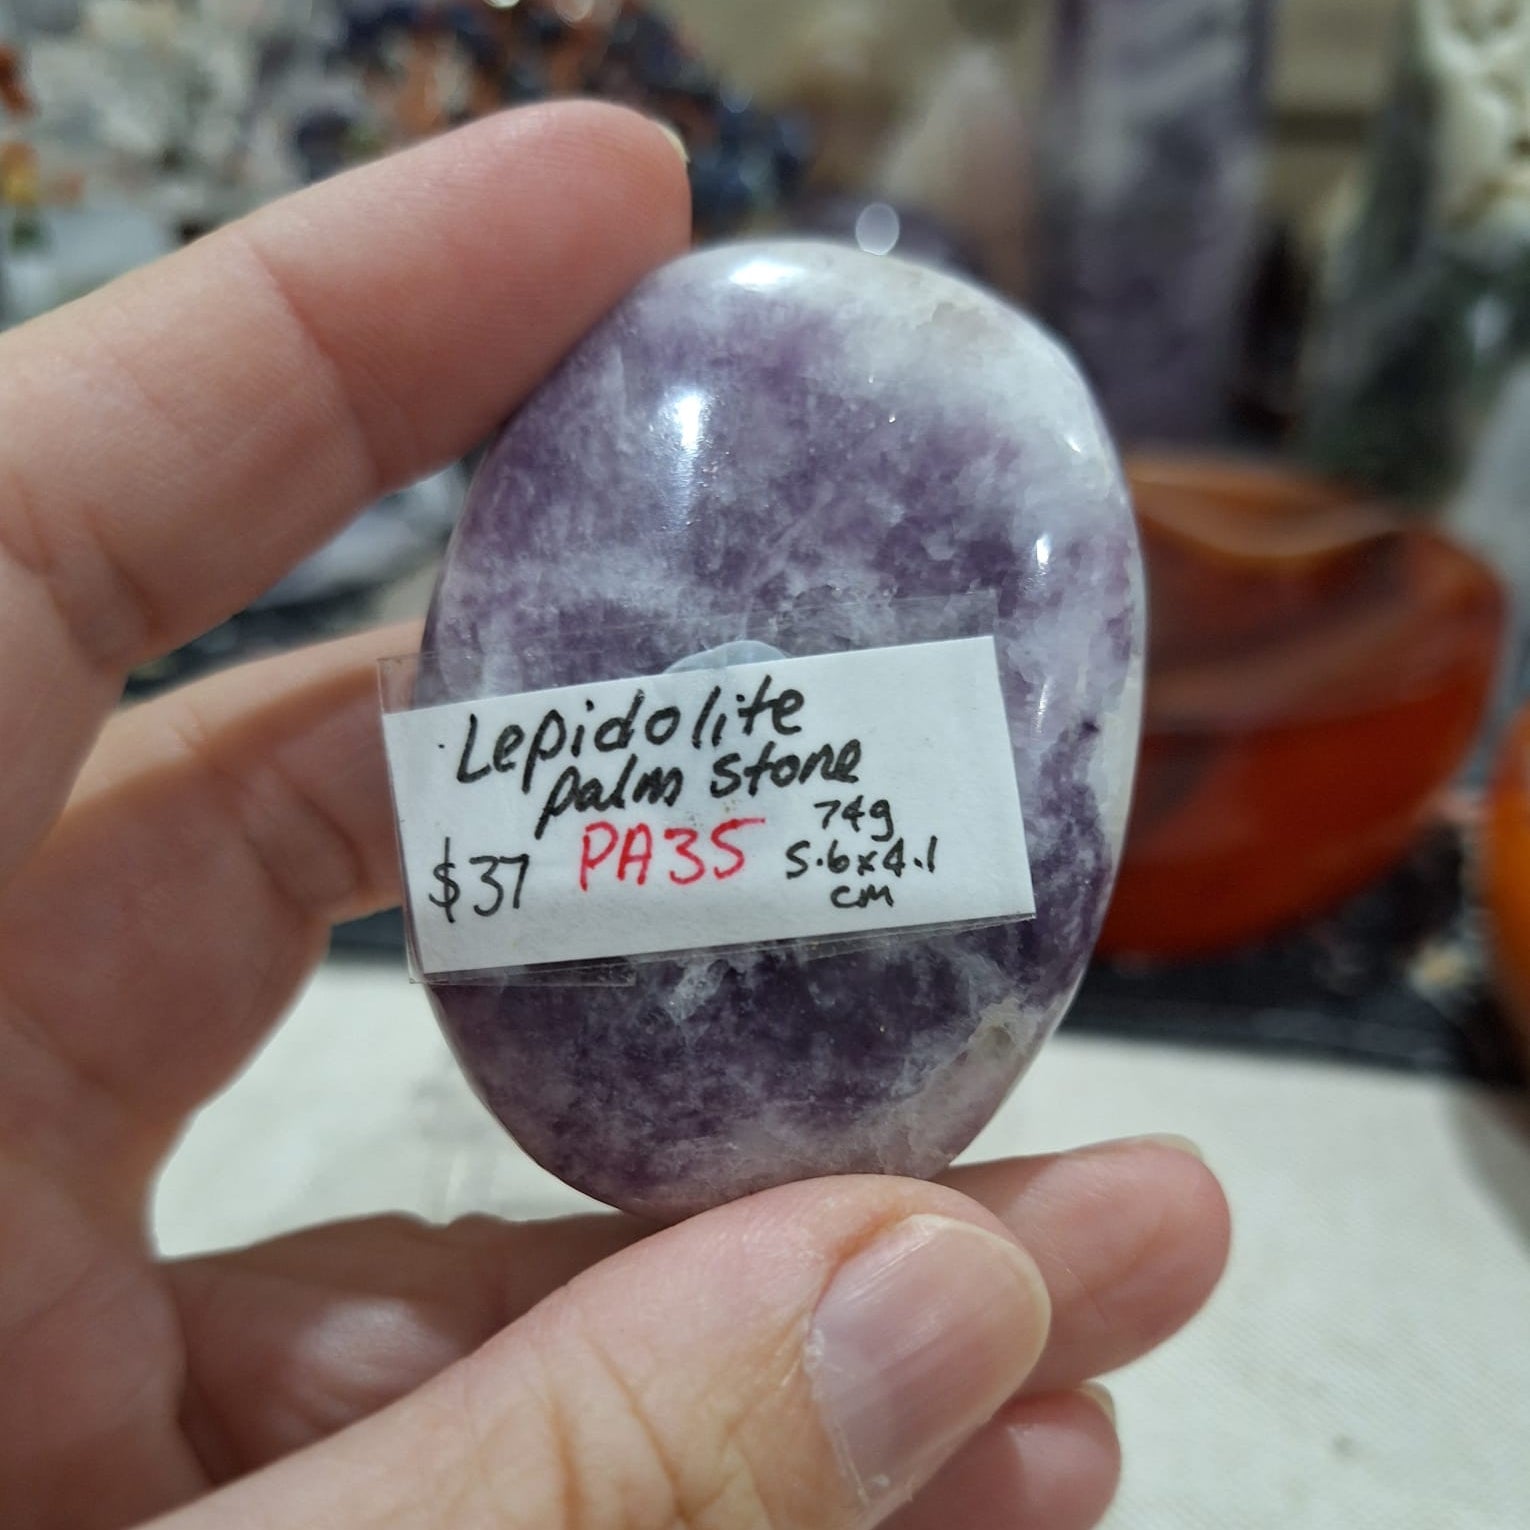 Lepidolite
palm stone
$37 PA35 74g
5.6x4.1
cm